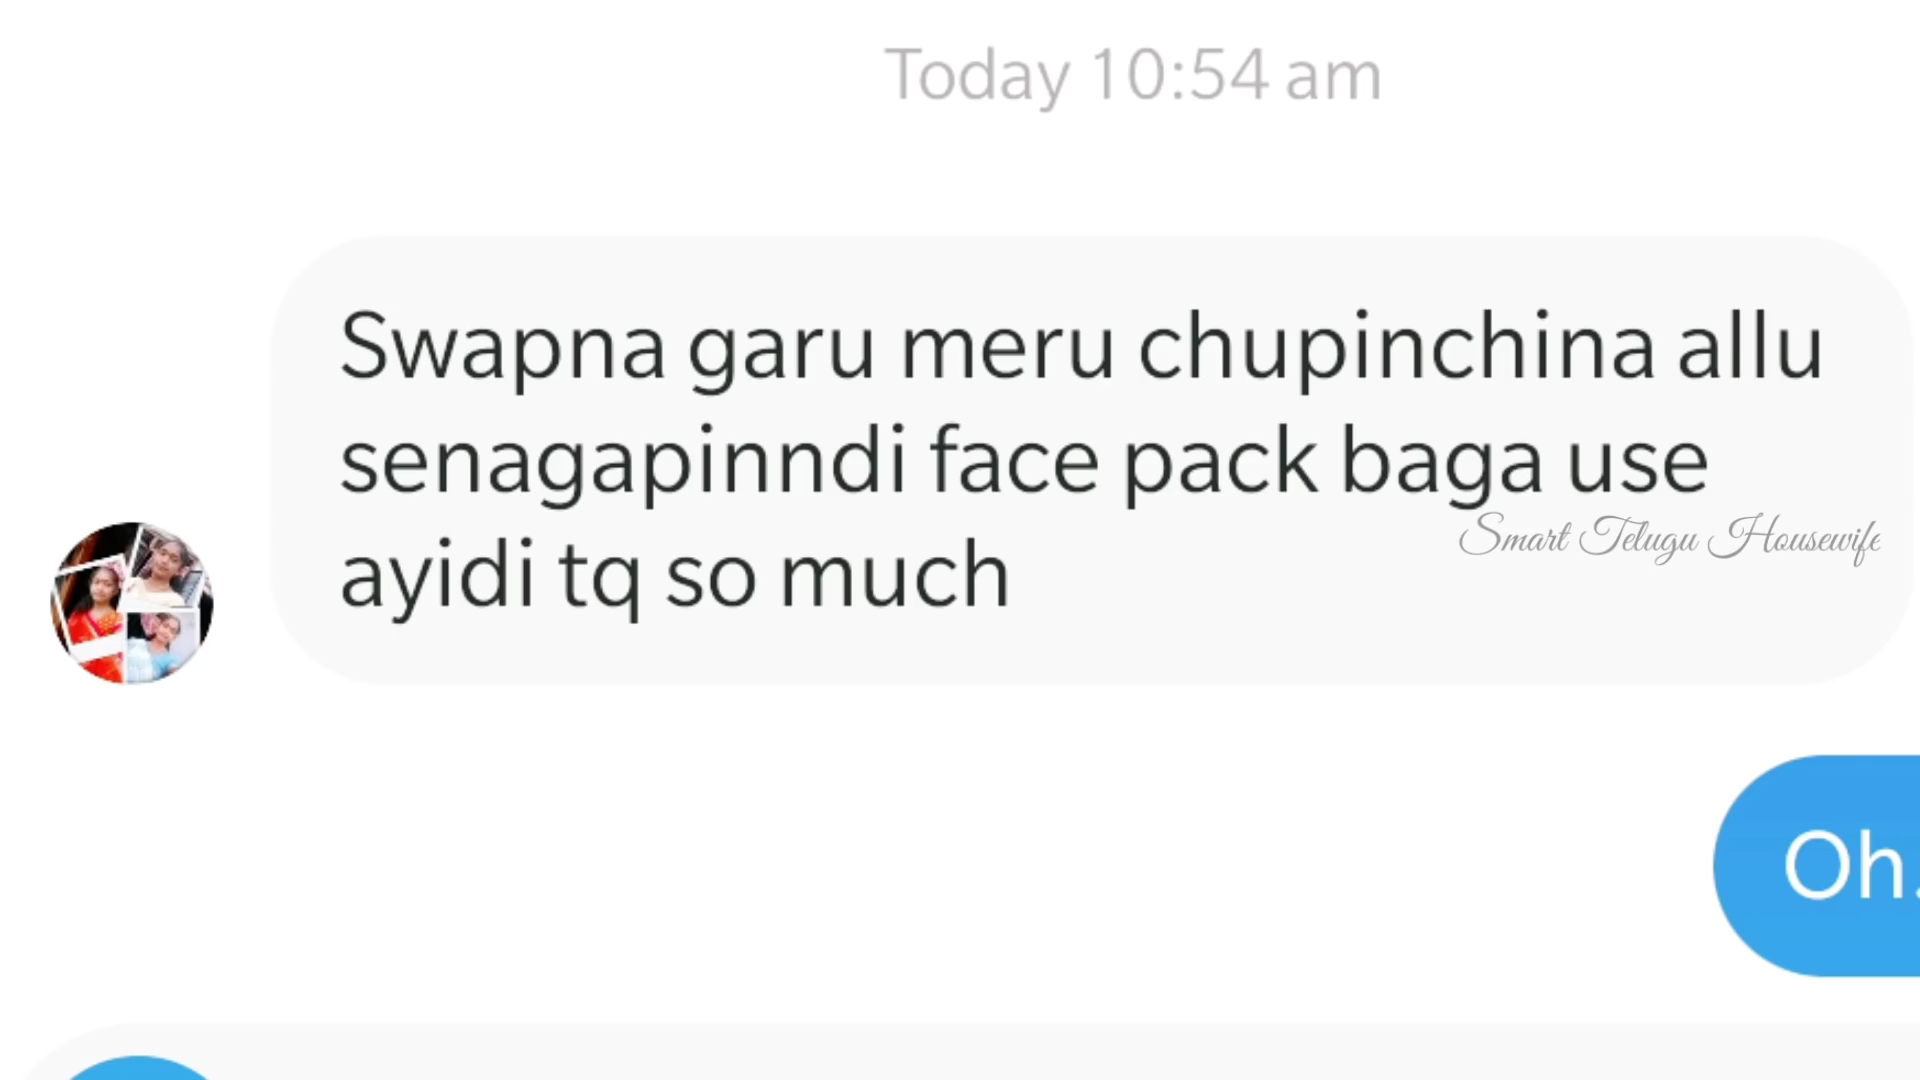 Today 10:54 am
Swapna garu meru chupinchina allu
senagapinndi face pack baga use
ayidi tq so much
Smart Telugu Housewife
Oh.